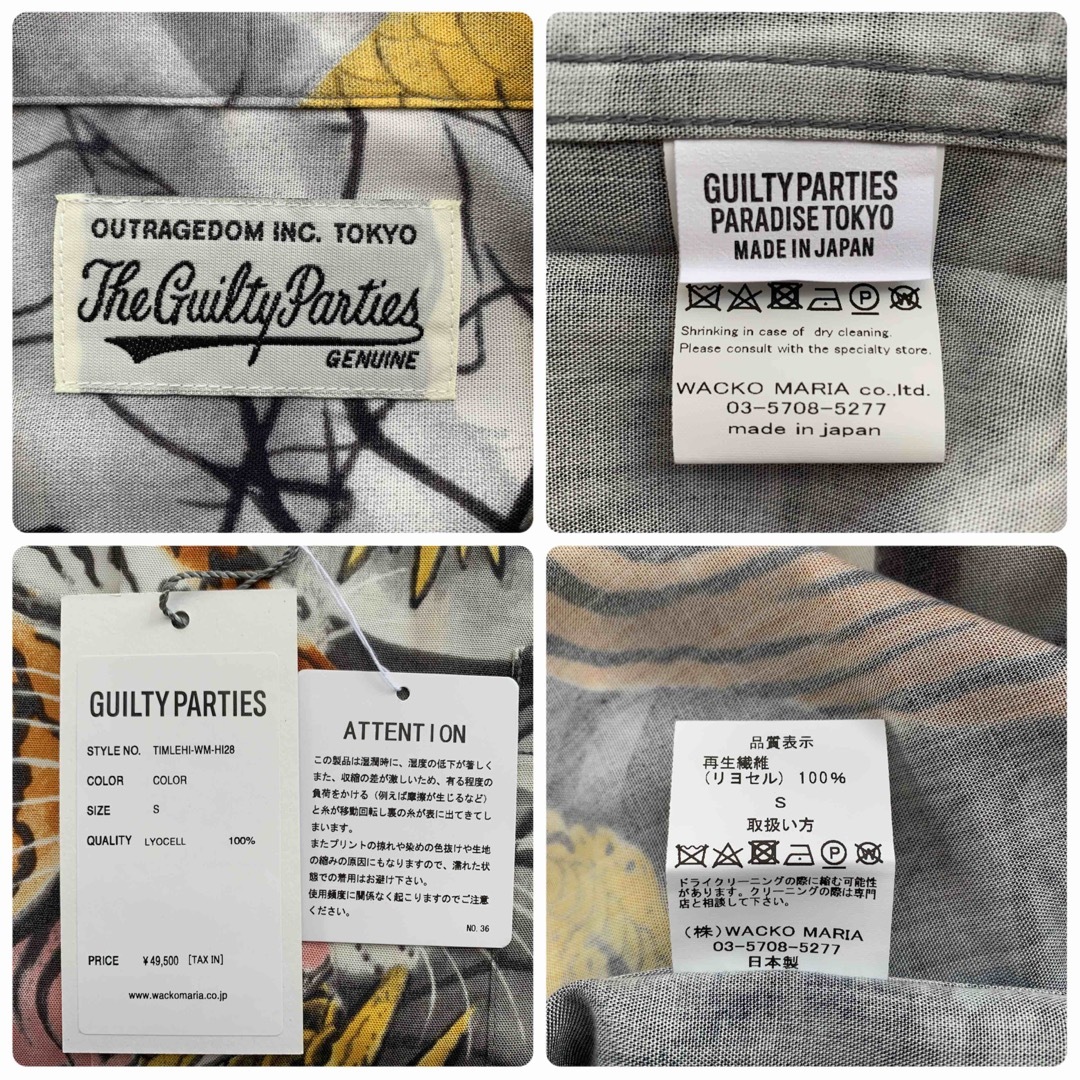 OUTRAGEDOM INC. TOKYO
The Guilty Parties
GENUINE
GUILTY PARTIES
PARADISE TOKYO
MADE IN JAPAN
Shrinking in case of dry cleaning.
Please consult with the specialty store.
WACKO MARIA co.,ltd.
03-5708-5277
made in japan
GUILTY PARTIES
STYLE NO. TIMLEHI-WM-HI28
COLOR COLOR
SIZE S
QUALITY LYOCELL 100%
PRICE ¥49,500 [TAX IN]
www.wackomaria.co.jp
ATTENTION
この製品は湿潤時に、湿度の低下が著しく
また、収縮の差が激しいため、有る程度の
負荷をかける（例えば摩擦が生じるなど）
と糸が移動回転し裏の糸が表に出てきてし
まいます。
またプリントの擦れや染めの色抜けや生地
の縮みの原因にもなりますので、濡れた状
態での着用はお避け下さい。
使用頻度に関係なく起こりますのでご注意
ください。
NO. 36
品質表示
再生繊維
（リヨセル）100%
S
取扱い方
P
W
ドライクリーニングの際に縮む可能性
があります。クリーニングの際は専門
店と相談して下さい。
(株)WACKO MARIA
03-5708-5277
日本製